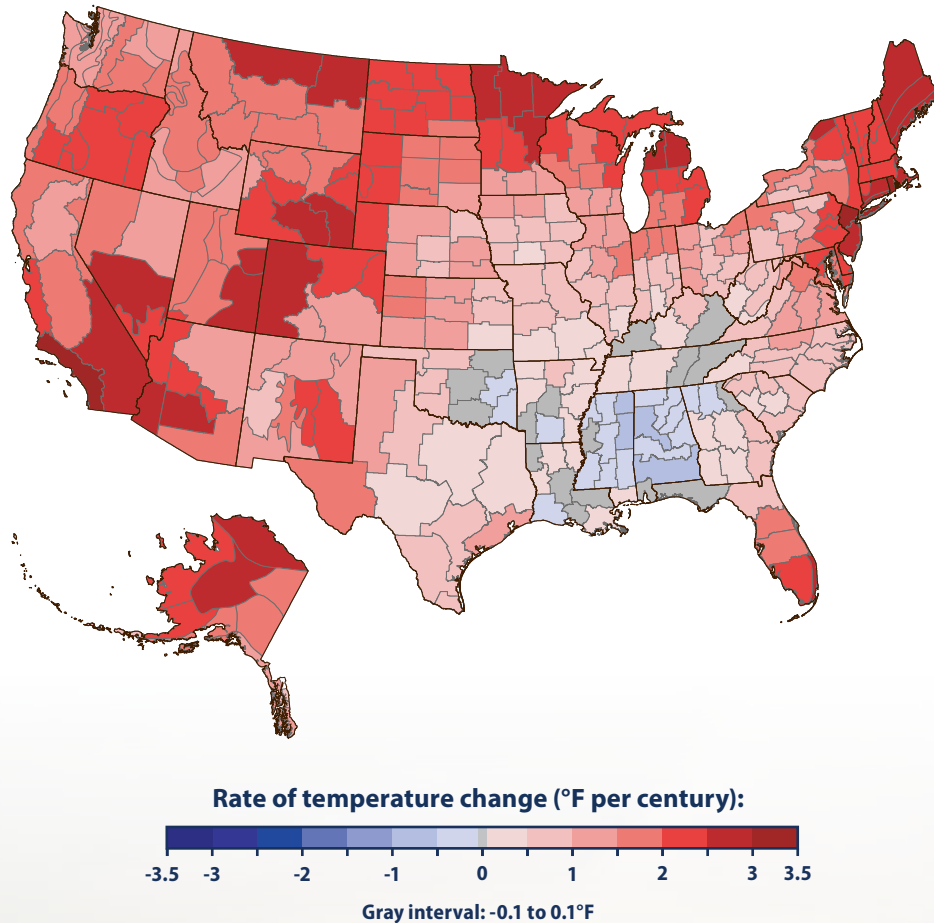 Rate of temperature change (°F per century):
-3.5 -3 -2 -1 0 1 2 3 3.5
Gray interval: -0.1 to 0.1°F